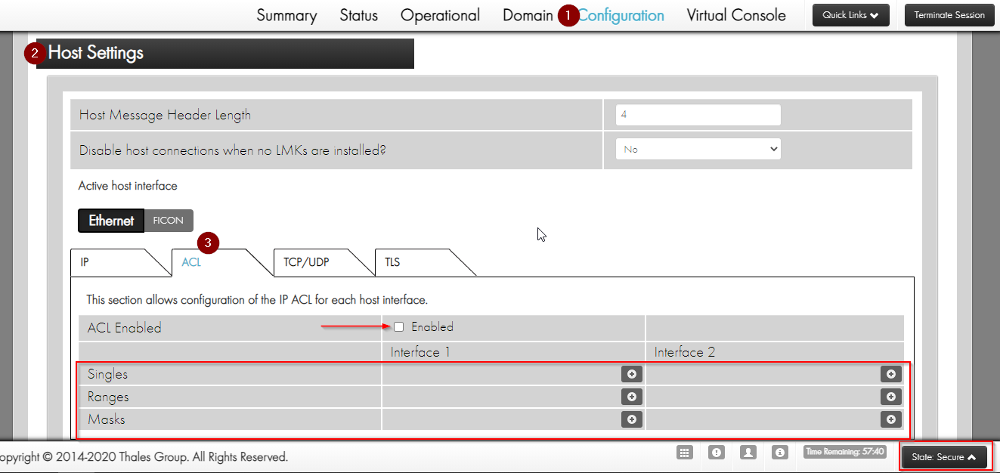 Summary Status Operational Domain 1 Configuration Virtual Console Quick Links Terminate Session
2 Host Settings
Host Message Header Length 4
Disable host connections when no LMKs are installed? No
Active host interface
Ethernet FICON
3
IP ACL TCP/UDP TLS
This section allows configuration of the IP ACL for each host interface.
ACL Enabled Enabled
Interface 1 Interface 2
Singles
Ranges
Masks
opyright © 2014-2020 Thales Group. All Rights Reserved. Time Remaining: 57:40 State: Secure